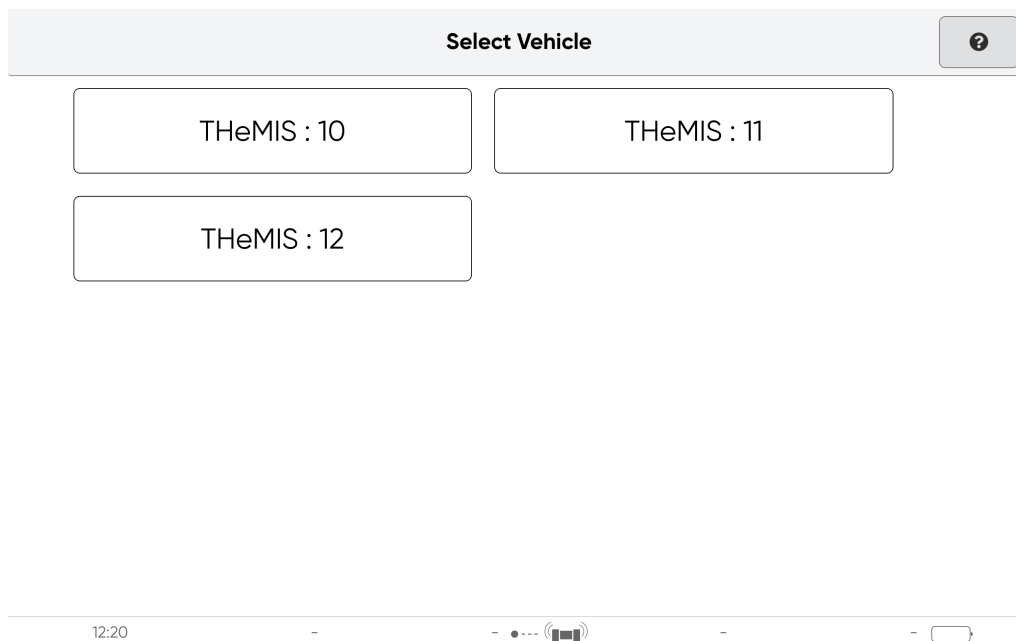 Select Vehicle
?
THeMIS : 10
THeMIS : 11
THeMIS : 12
12:20 - - - -